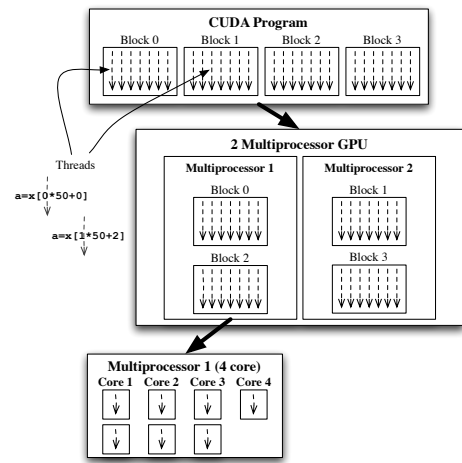 CUDA Program
Block 0 Block 1 Block 2 Block 3
2 Multiprocessor GPU
Multiprocessor 1 Multiprocessor 2
Block 0 Block 1
Block 2 Block 3
Threads
a=x[0*50+0]
a=x[1*50+2]
Multiprocessor 1 (4 core)
Core 1 Core 2 Core 3 Core 4